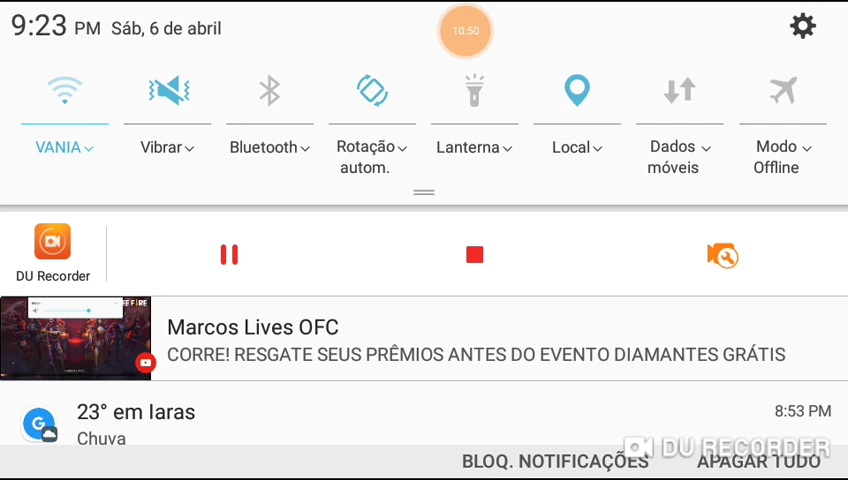 9:23 PM Sáb, 6 de abril
10:50
VANIA
Vibrar
Bluetooth
Rotação autom.
Lanterna
Local
Dados móveis
Modo Offline
DU Recorder
FREE FIRE
Marcos Lives OFC
CORRE! RESGATE SEUS PRÊMIOS ANTES DO EVENTO DIAMANTES GRÁTIS
23° em Iaras
8:53 PM
Chuva
G
BLOQ. NOTIFICAÇÕES
APAGAR TUDO
DU RECORDER